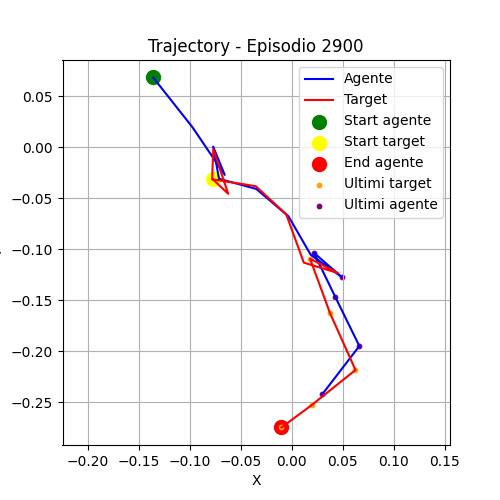 Trajectory - Episodio 2900
Agente
Target
Start agente
Start target
End agente
Ultimi target
Ultimi agente
0.05
0.00
−0.05
−0.10
−0.15
−0.20
−0.25
−0.20
−0.15
−0.10
−0.05
0.00
0.05
0.10
0.15
X